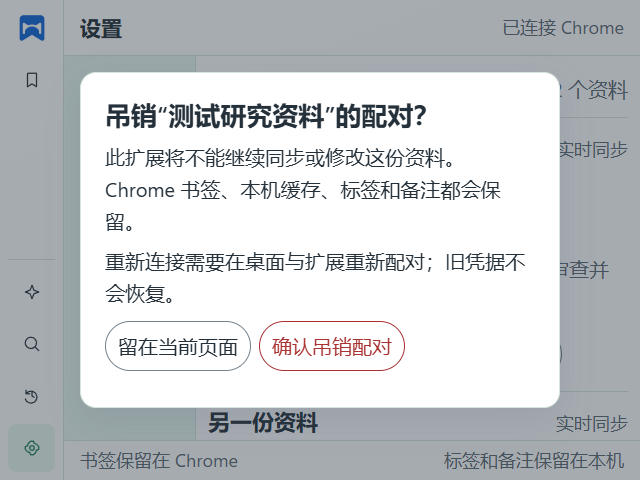 设置
已连接 Chrome
个资料
吊销“测试研究资料”的配对？
此扩展将不能继续同步或修改这份资料。
Chrome 书签、本机缓存、标签和备注都会保
留。
重新连接需要在桌面与扩展重新配对；旧凭据不
会恢复。
留在当前页面
确认吊销配对
实时同步
审查并
另一份资料
实时同步
书签保留在 Chrome
标签和备注保留在本机